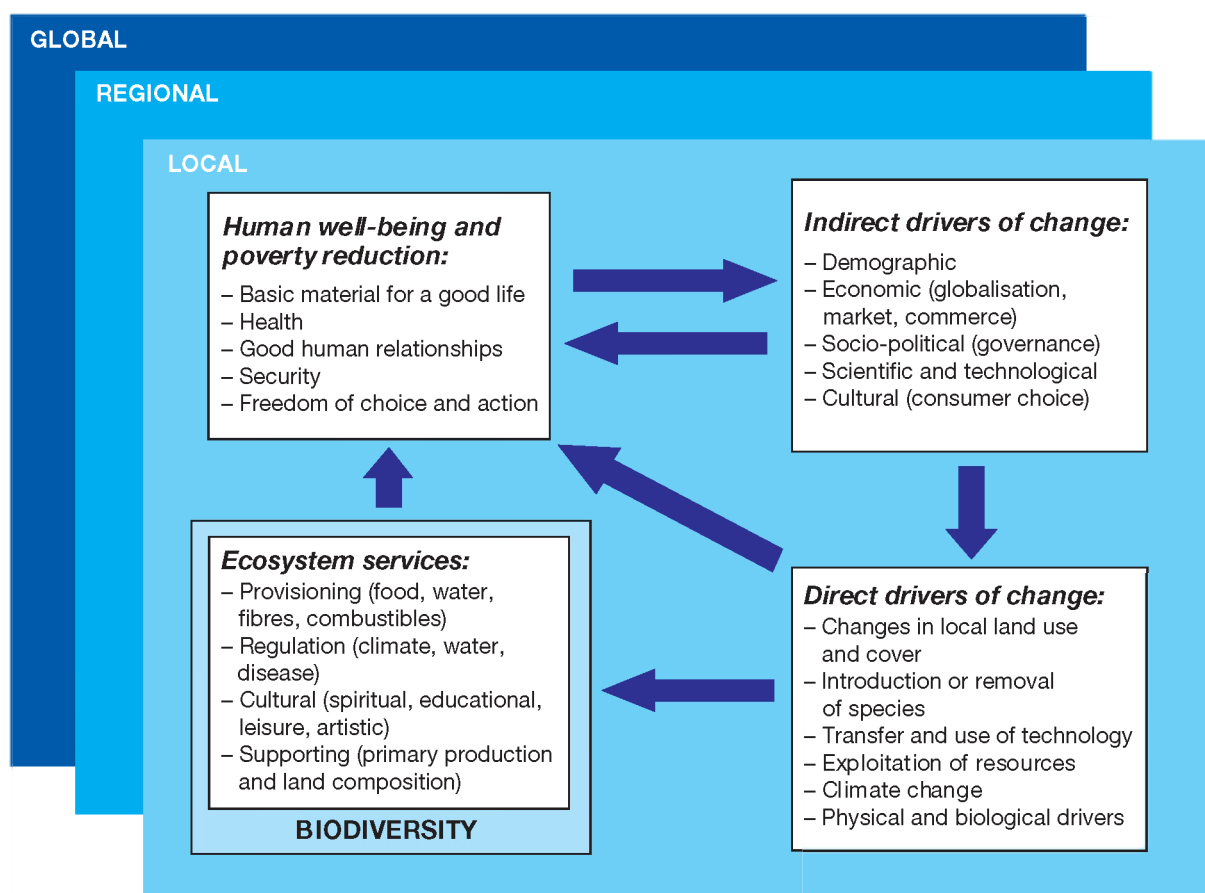 GLOBAL
REGIONAL
LOCAL
Human well-being and
poverty reduction:
– Basic material for a good life
– Health
– Good human relationships
– Security
– Freedom of choice and action
Indirect drivers of change:
– Demographic
– Economic (globalisation,
market, commerce)
– Socio-political (governance)
– Scientific and technological
– Cultural (consumer choice)
Ecosystem services:
– Provisioning (food, water,
fibres, combustibles)
– Regulation (climate, water,
disease)
– Cultural (spiritual, educational,
leisure, artistic)
– Supporting (primary production
and land composition)
BIODIVERSITY
Direct drivers of change:
– Changes in local land use
and cover
– Introduction or removal
of species
– Transfer and use of technology
– Exploitation of resources
– Climate change
– Physical and biological drivers